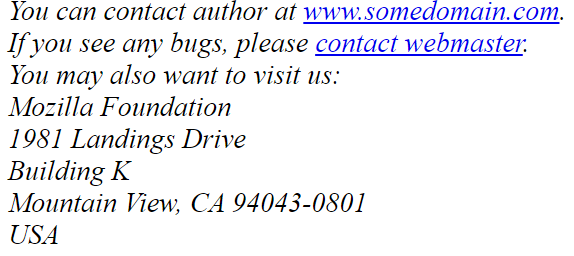 You can contact author at www.somedomain.com.
If you see any bugs, please contact webmaster.
You may also want to visit us:
Mozilla Foundation
1981 Landings Drive
Building K
Mountain View, CA 94043-0801
USA